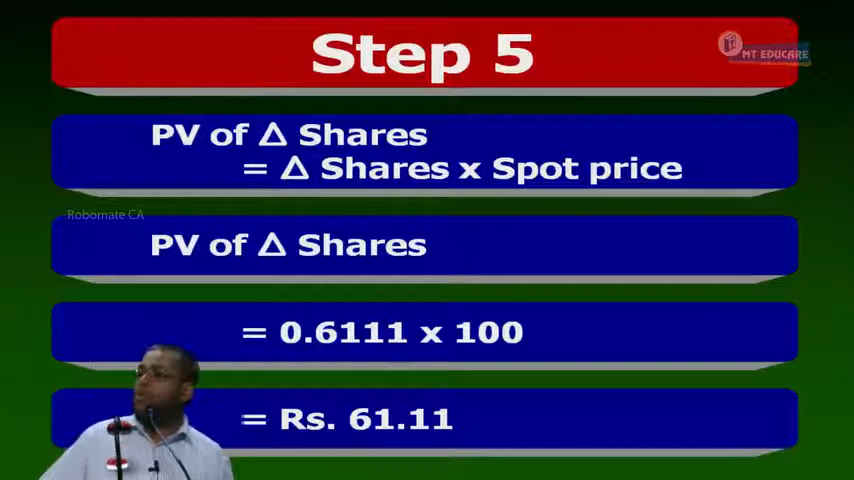 Step 5
MT EDUCARE
PV of Δ Shares
= Δ Shares x Spot price
Robomate CA
PV of Δ Shares
= 0.6111 x 100
= Rs. 61.11